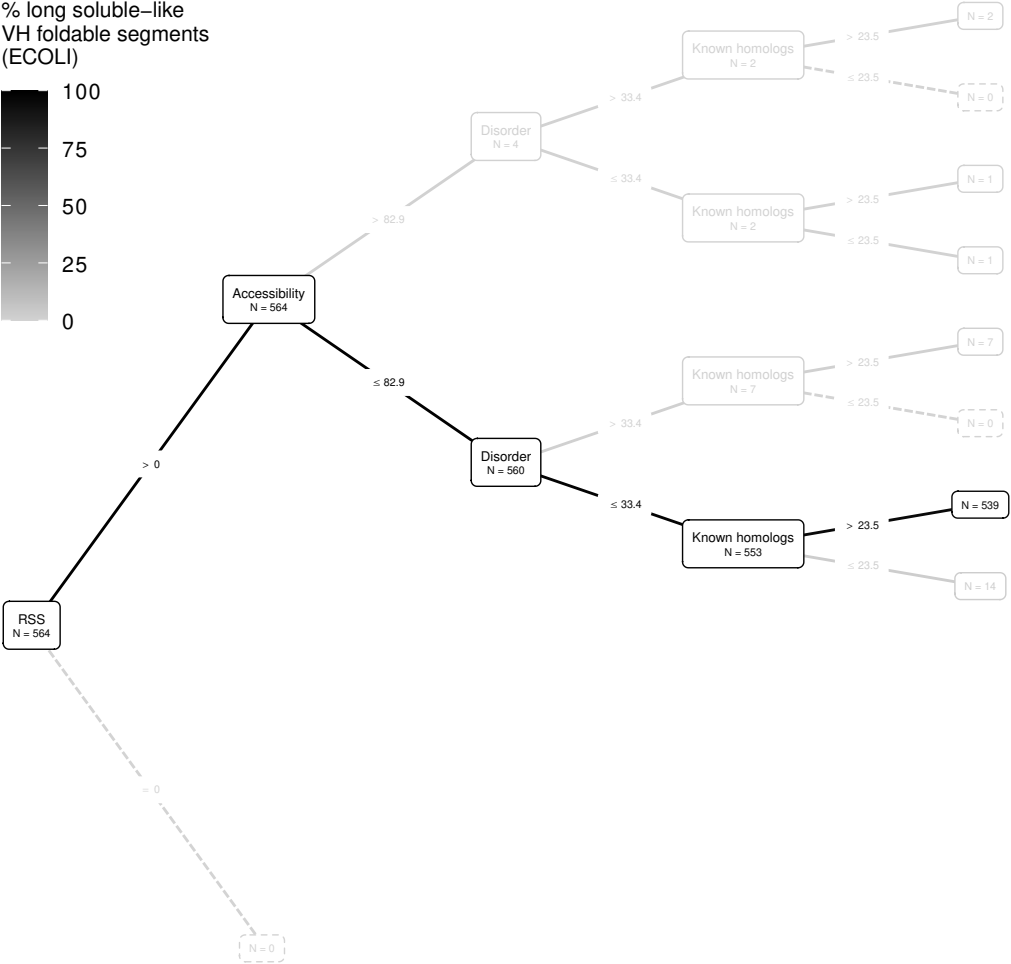 % long soluble−like
VH foldable segments
(ECOLI)
100
75
50
25
0
RSS
N = 564
> 0
= 0
N = 0
Accessibility
N = 564
> 82.9
≤ 82.9
Disorder
N = 4
> 33.4
≤ 33.4
Known homologs
N = 2
> 23.5
≤ 23.5
N = 2
N = 0
Known homologs
N = 2
> 23.5
≤ 23.5
N = 1
N = 1
Disorder
N = 560
> 33.4
≤ 33.4
Known homologs
N = 7
> 23.5
≤ 23.5
N = 7
N = 0
Known homologs
N = 553
> 23.5
≤ 23.5
N = 539
N = 14